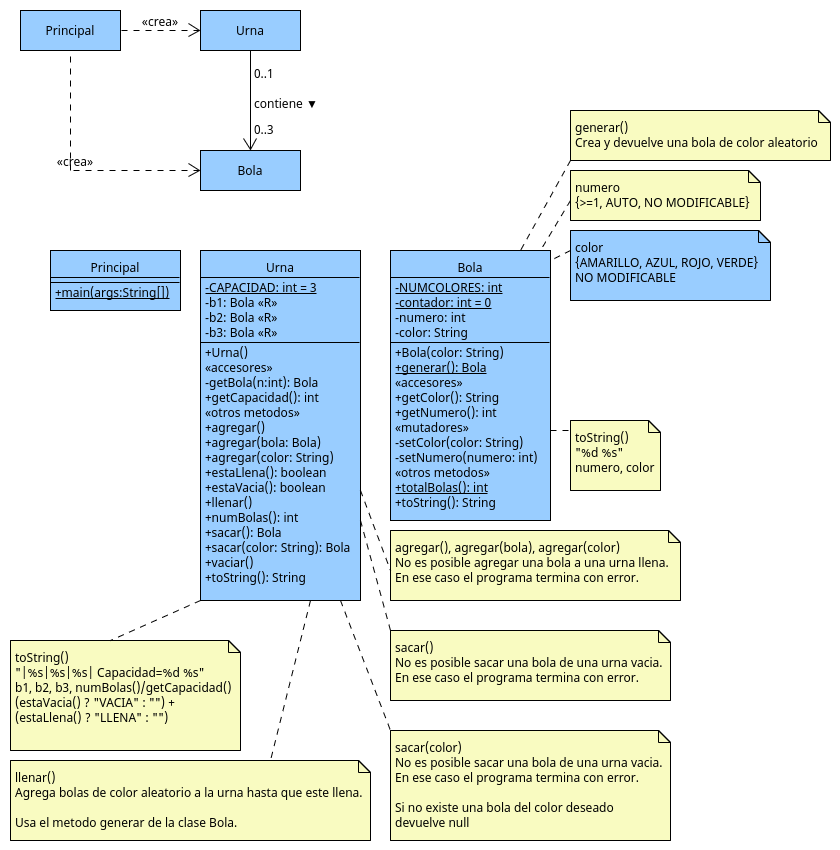 Principal
«crea»
Urna
0..1
contiene ▼
0..3
«crea»
Bola
generar()
Crea y devuelve una bola de color aleatorio
numero
{>=1, AUTO, NO MODIFICABLE}
color
{AMARILLO, AZUL, ROJO, VERDE}
NO MODIFICABLE
Principal
+main(args:String[])
Urna
-CAPACIDAD: int = 3
-b1: Bola «R»
-b2: Bola «R»
-b3: Bola «R»
+Urna()
«accesores»
-getBola(n:int): Bola
+getCapacidad(): int
«otros metodos»
+agregar()
+agregar(bola: Bola)
+agregar(color: String)
+estaLlena(): boolean
+estaVacia(): boolean
+llenar()
+numBolas(): int
+sacar(): Bola
+sacar(color: String): Bola
+vaciar()
+toString(): String
Bola
-NUMCOLORES: int
-contador: int = 0
-numero: int
-color: String
+Bola(color: String)
+generar(): Bola
«accesores»
+getColor(): String
+getNumero(): int
«mutadores»
-setColor(color: String)
-setNumero(numero: int)
«otros metodos»
+totalBolas(): int
+toString(): String
toString()
"%d %s"
numero, color
agregar(), agregar(bola), agregar(color)
No es posible agregar una bola a una urna llena.
En ese caso el programa termina con error.
sacar()
No es posible sacar una bola de una urna vacia.
En ese caso el programa termina con error.
toString()
"|%s|%s|%s| Capacidad=%d %s"
b1, b2, b3, numBolas()/getCapacidad()
(estaVacia() ? "VACIA" : "") +
(estaLlena() ? "LLENA" : "")
sacar(color)
No es posible sacar una bola de una urna vacia.
En ese caso el programa termina con error.
Si no existe una bola del color deseado
devuelve null
llenar()
Agrega bolas de color aleatorio a la urna hasta que este llena.
Usa el metodo generar de la clase Bola.